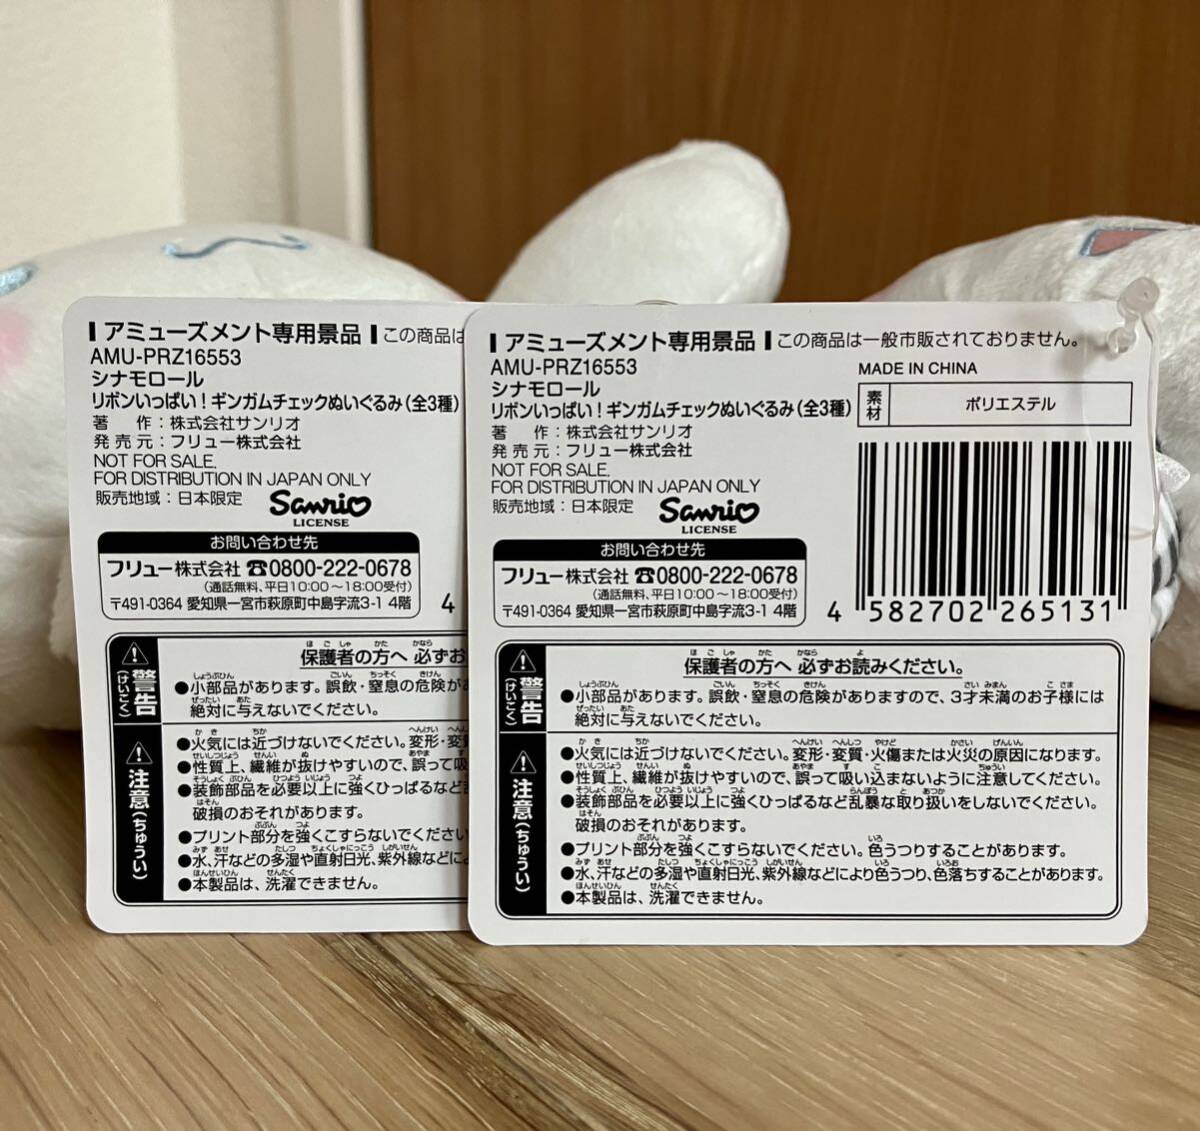 アミューズメント専用景品 この商品は
AMU-PRZ16553
シナモロール
リボンいっぱい！ギンガムチェックぬいぐるみ（全3種）
著　作：株式会社サンリオ
発売元：フリュー株式会社
NOT FOR SALE.
FOR DISTRIBUTION IN JAPAN ONLY
販売地域：日本限定 Sanrio
LICENSE
お問い合わせ先
フリュー株式会社 ☎0800-222-0678
（通話無料、平日10:00～18:00受付）
〒491-0364 愛知県一宮市萩原町中島字流3-1 4階
4
警告（けいこく）
保護者の方へ 必ずお
●小部品があります。誤飲・窒息の危険が
絶対に与えないでください。
注意（ちゅうい）
●火気には近づけないでください。変形・変
●性質上、繊維が抜けやすいので、誤って吸
●装飾部品を必要以上に強くひっぱるなど
破損のおそれがあります。
●プリント部分を強くこすらないでください
●水、汗などの多湿や直射日光、紫外線などに
●本製品は、洗濯できません。
アミューズメント専用景品 この商品は一般市販されておりません。
AMU-PRZ16553
MADE IN CHINA
シナモロール
リボンいっぱい！ギンガムチェックぬいぐるみ（全3種）
素材 ポリエステル
著　作：株式会社サンリオ
発売元：フリュー株式会社
NOT FOR SALE.
FOR DISTRIBUTION IN JAPAN ONLY
販売地域：日本限定 Sanrio
LICENSE
お問い合わせ先
フリュー株式会社 ☎0800-222-0678
（通話無料、平日10:00～18:00受付）
〒491-0364 愛知県一宮市萩原町中島字流3-1 4階
4 582702 265131
警告（けいこく）
保護者の方へ 必ずお読みください。
●小部品があります。誤飲・窒息の危険がありますので、3才未満のお子様には
絶対に与えないでください。
注意（ちゅうい）
●火気には近づけないでください。変形・変質・火傷または火災の原因になります。
●性質上、繊維が抜けやすいので、誤って吸い込まないように注意してください。
●装飾部品を必要以上に強くひっぱるなど乱暴な取り扱いをしないでください。
破損のおそれがあります。
●プリント部分を強くこすらないでください。色うつりすることがあります。
●水、汗などの多湿や直射日光、紫外線などにより色うつり、色落ちすることがあります。
●本製品は、洗濯できません。